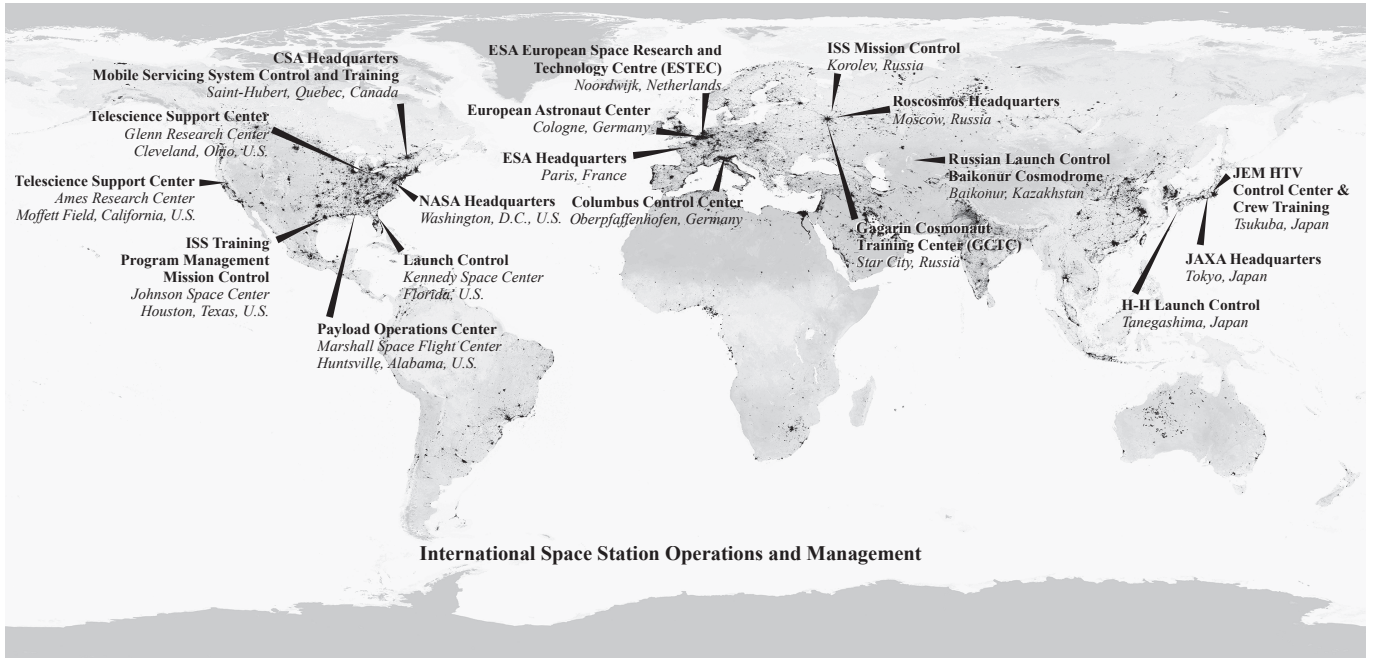 CSA Headquarters
Mobile Servicing System Control and Training
Saint-Hubert, Quebec, Canada
Telescience Support Center
Glenn Research Center
Cleveland, Ohio, U.S.
Telescience Support Center
Ames Research Center
Moffett Field, California, U.S.
ISS Training
Program Management
Mission Control
Johnson Space Center
Houston, Texas, U.S.
NASA Headquarters
Washington, D.C., U.S.
Launch Control
Kennedy Space Center
Florida, U.S.
Payload Operations Center
Marshall Space Flight Center
Huntsville, Alabama, U.S.
ESA European Space Research and
Technology Centre (ESTEC)
Noordwijk, Netherlands
European Astronaut Center
Cologne, Germany
ESA Headquarters
Paris, France
Columbus Control Center
Oberpfaffenhofen, Germany
ISS Mission Control
Korolev, Russia
Roscosmos Headquarters
Moscow, Russia
Russian Launch Control
Baikonur Cosmodrome
Baikonur, Kazakhstan
Gagarin Cosmonaut
Training Center (GCTC)
Star City, Russia
JEM HTV
Control Center &
Crew Training
Tsukuba, Japan
JAXA Headquarters
Tokyo, Japan
H-H Launch Control
Tanegashima, Japan
International Space Station Operations and Management